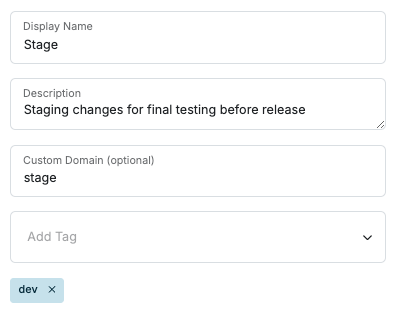 Display Name
Stage
Description
Staging changes for final testing before release
Custom Domain (optional)
stage
Add Tag
dev